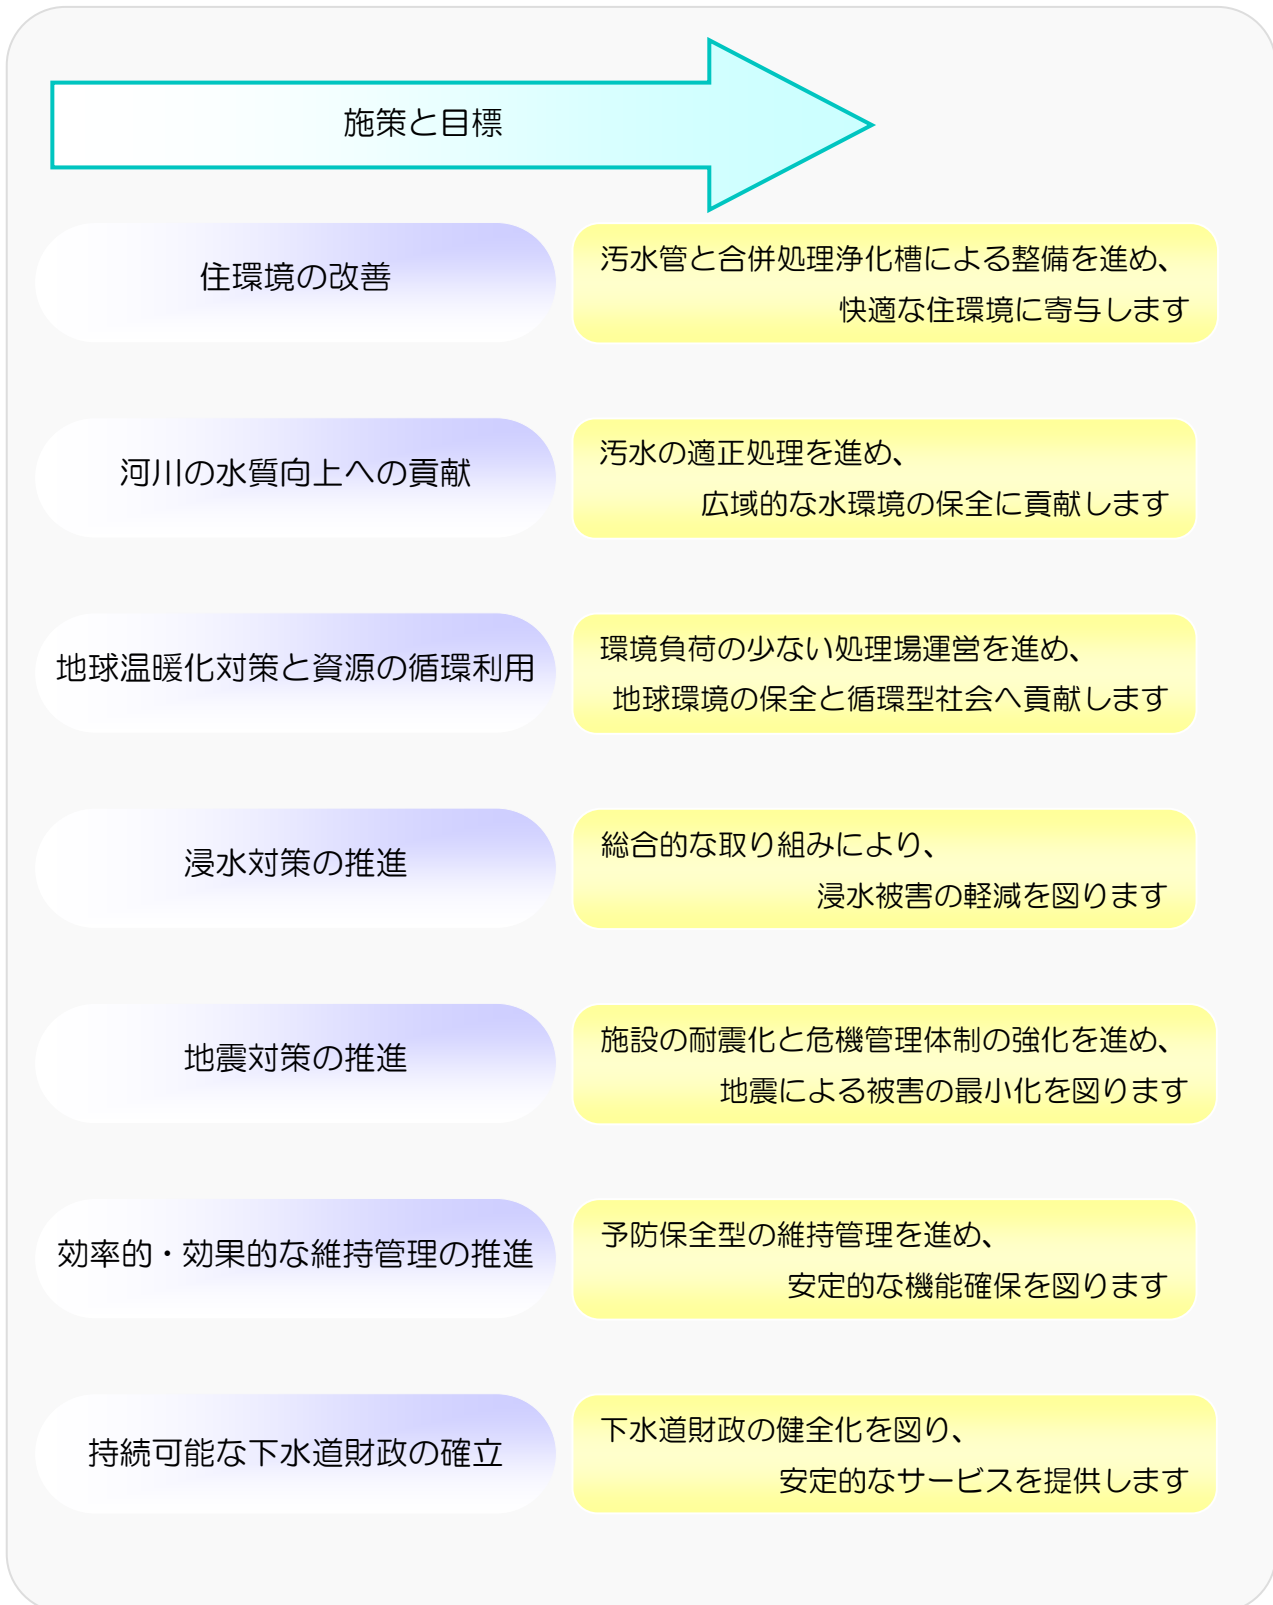 施策と目標
住環境の改善
汚水管と合併処理浄化槽による整備を進め、
快適な住環境に寄与します
河川の水質向上への貢献
汚水の適正処理を進め、
広域的な水環境の保全に貢献します
地球温暖化対策と資源の循環利用
環境負荷の少ない処理場運営を進め、
地球環境の保全と循環型社会へ貢献します
浸水対策の推進
総合的な取り組みにより、
浸水被害の軽減を図ります
地震対策の推進
施設の耐震化と危機管理体制の強化を進め、
地震による被害の最小化を図ります
効率的・効果的な維持管理の推進
予防保全型の維持管理を進め、
安定的な機能確保を図ります
持続可能な下水道財政の確立
下水道財政の健全化を図り、
安定的なサービスを提供します